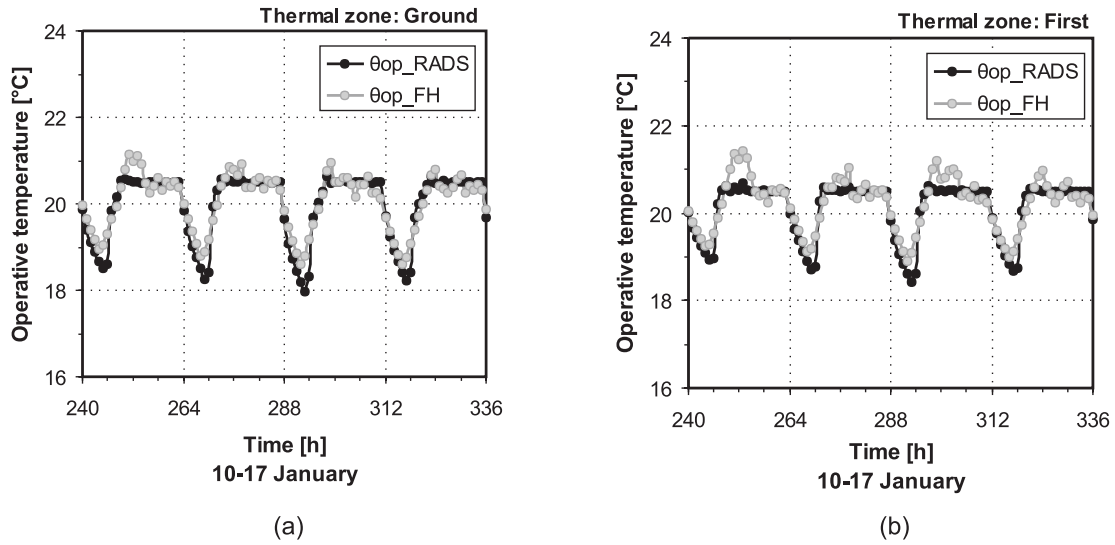 Thermal zone: Ground
24
22
20
18
16
Operative temperature [°C]
θop_RADS
θop_FH
240
264
288
312
336
Time [h]
10-17 January
(a)
Thermal zone: First
24
22
20
18
16
Operative temperature [°C]
θop_RADS
θop_FH
240
264
288
312
336
Time [h]
10-17 January
(b)